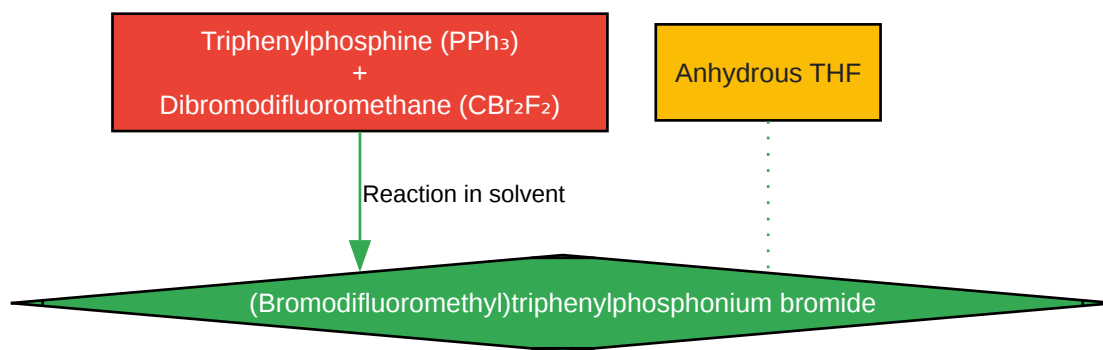 Triphenylphosphine (PPh₃)
+
Dibromodifluoromethane (CBr₂F₂)
Anhydrous THF
Reaction in solvent
(Bromodifluoromethyl)triphenylphosphonium bromide